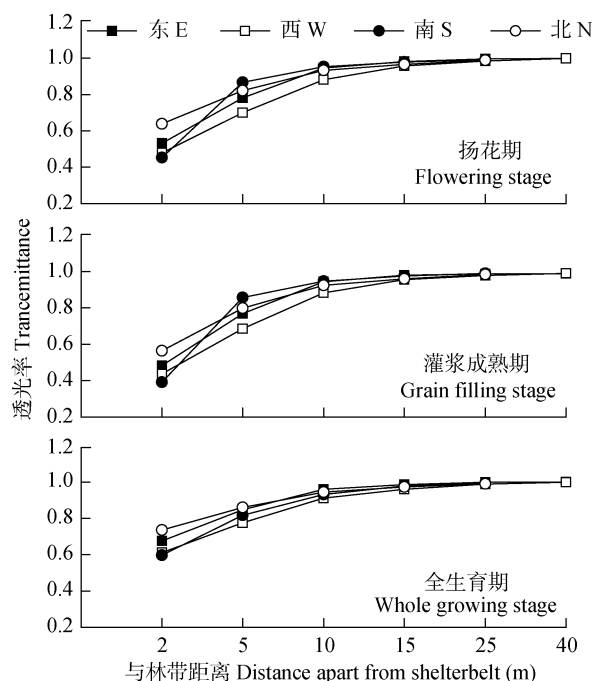 东 E 西 W 南 S 北 N
1.2
1.0
0.8
0.6
0.4
0.2
扬花期
Flowering stage
1.2
1.0
0.8
0.6
0.4
0.2
灌浆成熟期
Grain filling stage
1.2
1.0
0.8
0.6
0.4
0.2
全生育期
Whole growing stage
透光率 Trancemittance
2 5 10 15 25 40
与林带距离 Distance apart from shelterbelt (m)